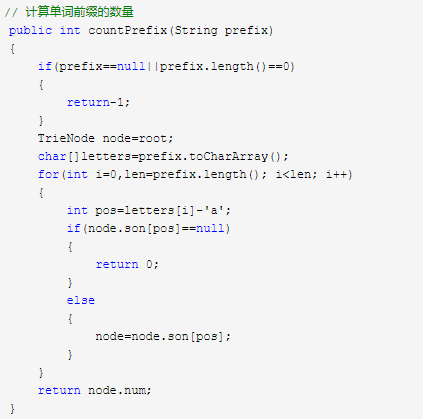 // 计算单词前缀的数量
public int countPrefix(String prefix)
{
if(prefix==null||prefix.length()==0)
{
return-1;
}
TrieNode node=root;
char[]letters=prefix.toCharArray();
for(int i=0,len=prefix.length(); i<len; i++)
{
int pos=letters[i]-'a';
if(node.son[pos]==null)
{
return 0;
}
else
{
node=node.son[pos];
}
}
return node.num;
}